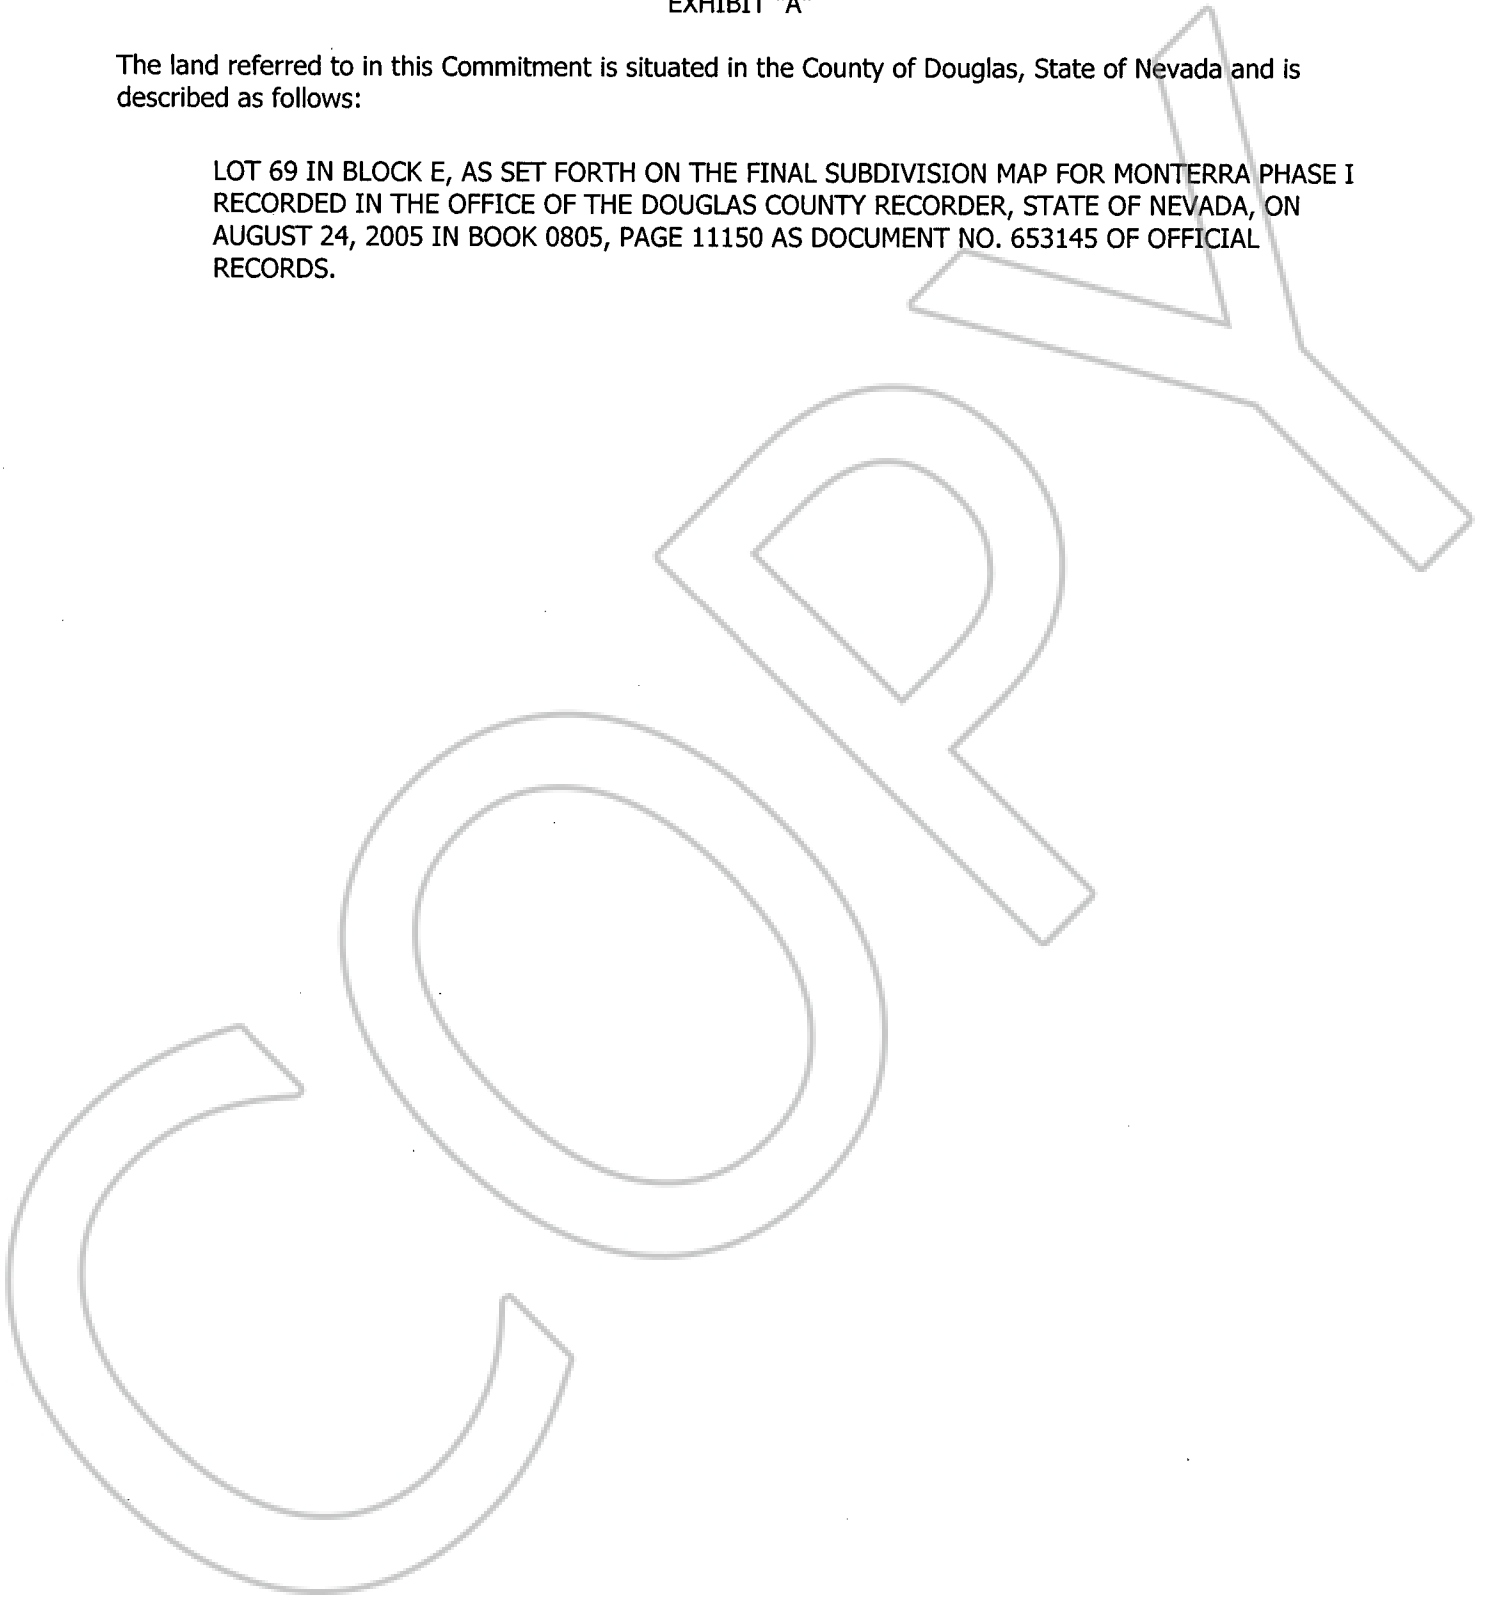 EXHIBIT "A"
The land referred to in this Commitment is situated in the County of Douglas, State of Nevada and is
described as follows:
LOT 69 IN BLOCK E, AS SET FORTH ON THE FINAL SUBDIVISION MAP FOR MONTERRA PHASE I
RECORDED IN THE OFFICE OF THE DOUGLAS COUNTY RECORDER, STATE OF NEVADA, ON
AUGUST 24, 2005 IN BOOK 0805, PAGE 11150 AS DOCUMENT NO. 653145 OF OFFICIAL
RECORDS.
COPY